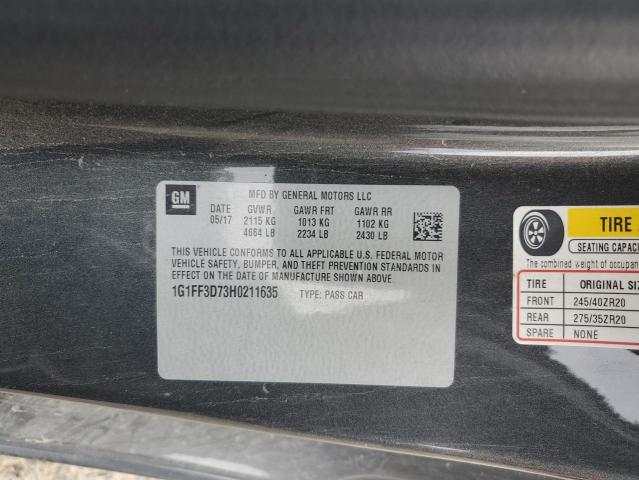 GM
MFD BY GENERAL MOTORS LLC
DATE GVWR GAWR FRT GAWR RR
05/17 2115 KG 1013 KG 1102 KG
4664 LB 2234 LB 2430 LB
THIS VEHICLE CONFORMS TO ALL APPLICABLE U.S. FEDERAL MOTOR
VEHICLE SAFETY, BUMPER, AND THEFT PREVENTION STANDARDS IN
EFFECT ON THE DATE OF MANUFACTURE SHOWN ABOVE.
1G1FF3D73H0211635 TYPE: PASS CAR
TIRE
SEATING CAPAC
The combined weight of occupa
TIRE ORIGINAL SIZ
FRONT 245/40ZR20
REAR 275/35ZR20
SPARE NONE